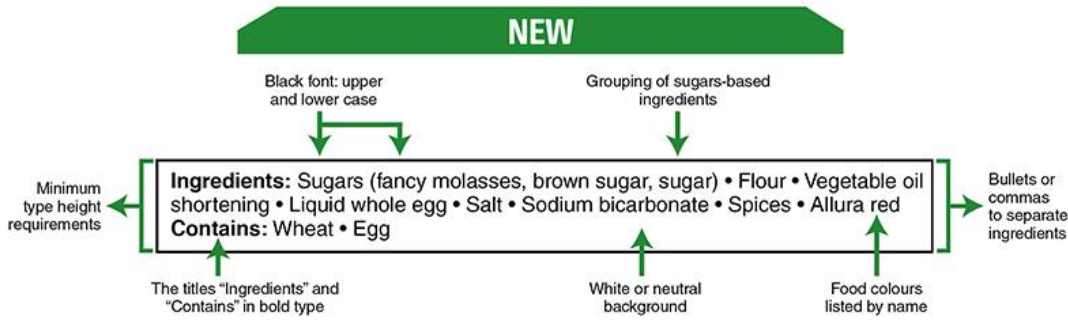 NEW
Black font: upper
and lower case
Grouping of sugars-based
ingredients
Minimum
type height
requirements
Ingredients: Sugars (fancy molasses, brown sugar, sugar) • Flour • Vegetable oil
shortening • Liquid whole egg • Salt • Sodium bicarbonate • Spices • Allura red
Contains: Wheat • Egg
Bullets or
commas
to separate
ingredients
The titles “Ingredients” and
“Contains” in bold type
White or neutral
background
Food colours
listed by name